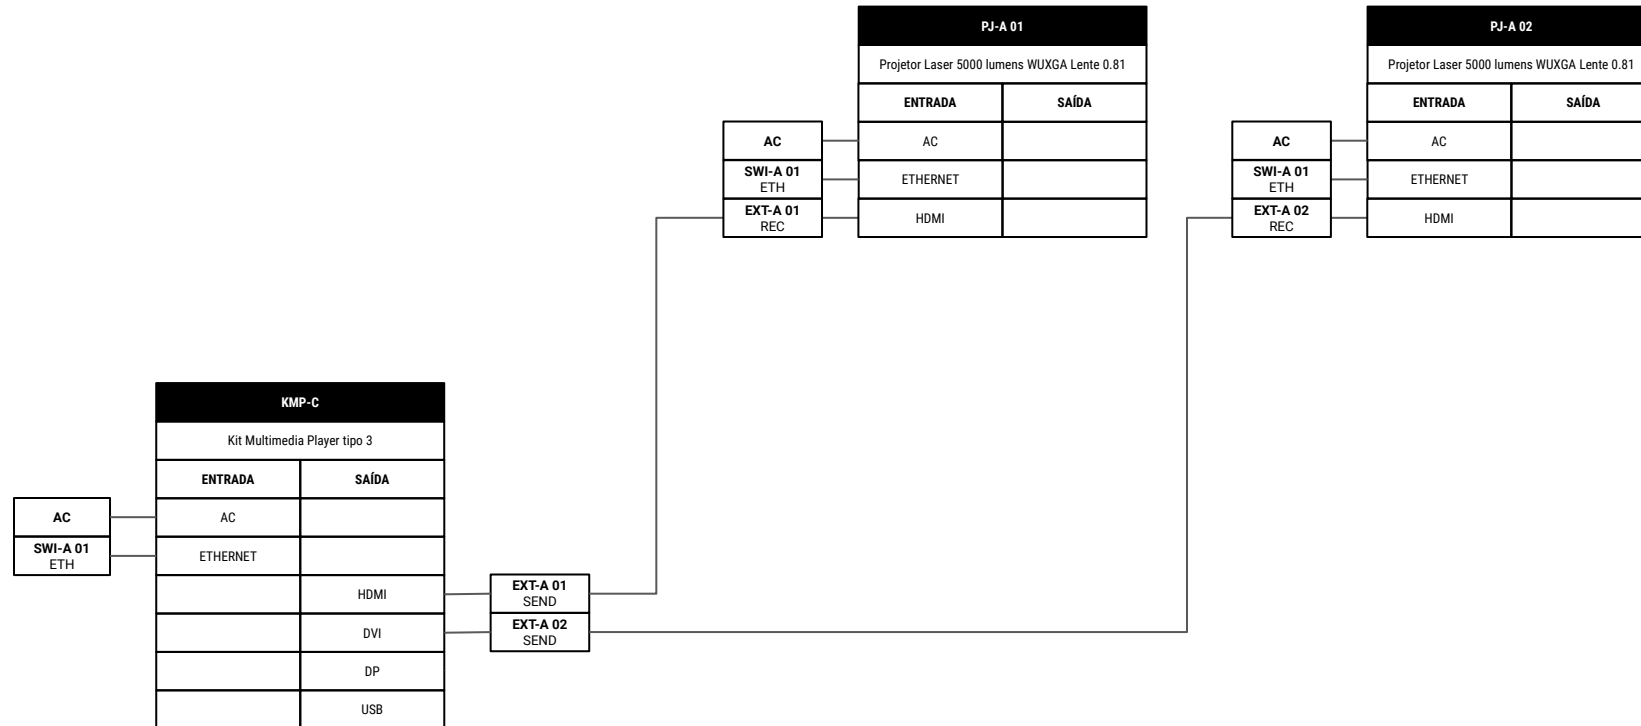 PJ-A 01
Projetor Laser 5000 lumens WUXGA Lente 0.81
ENTRADA SAÍDA
AC AC
SWI-A 01
ETH
ETHERNET
EXT-A 01
REC
HDMI
PJ-A 02
Projetor Laser 5000 lumens WUXGA Lente 0.81
ENTRADA SAÍDA
AC AC
SWI-A 01
ETH
ETHERNET
EXT-A 02
REC
HDMI
KMP-C
Kit Multimedia Player tipo 3
ENTRADA SAÍDA
AC AC
SWI-A 01
ETH
ETHERNET
HDMI
EXT-A 01
SEND
DVI
EXT-A 02
SEND
DP
USB